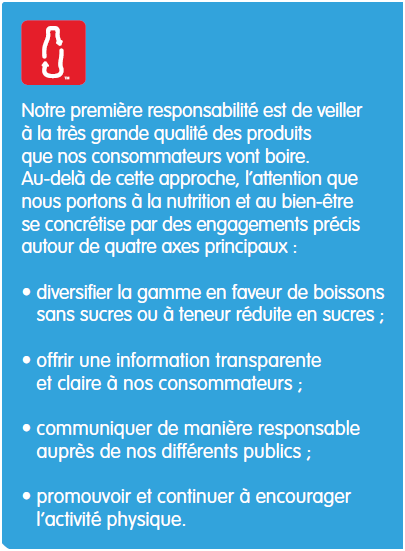 Notre première responsabilité est de veiller
à la très grande qualité des produits
que nos consommateurs vont boire.
Au-delà de cette approche, l'attention que
nous portons à la nutrition et au bien-être
se concrétise par des engagements précis
autour de quatre axes principaux :
• diversifier la gamme en faveur de boissons
sans sucres ou à teneur réduite en sucres ;
• offrir une information transparente
et claire à nos consommateurs ;
• communiquer de manière responsable
auprès de nos différents publics ;
• promouvoir et continuer à encourager
l'activité physique.